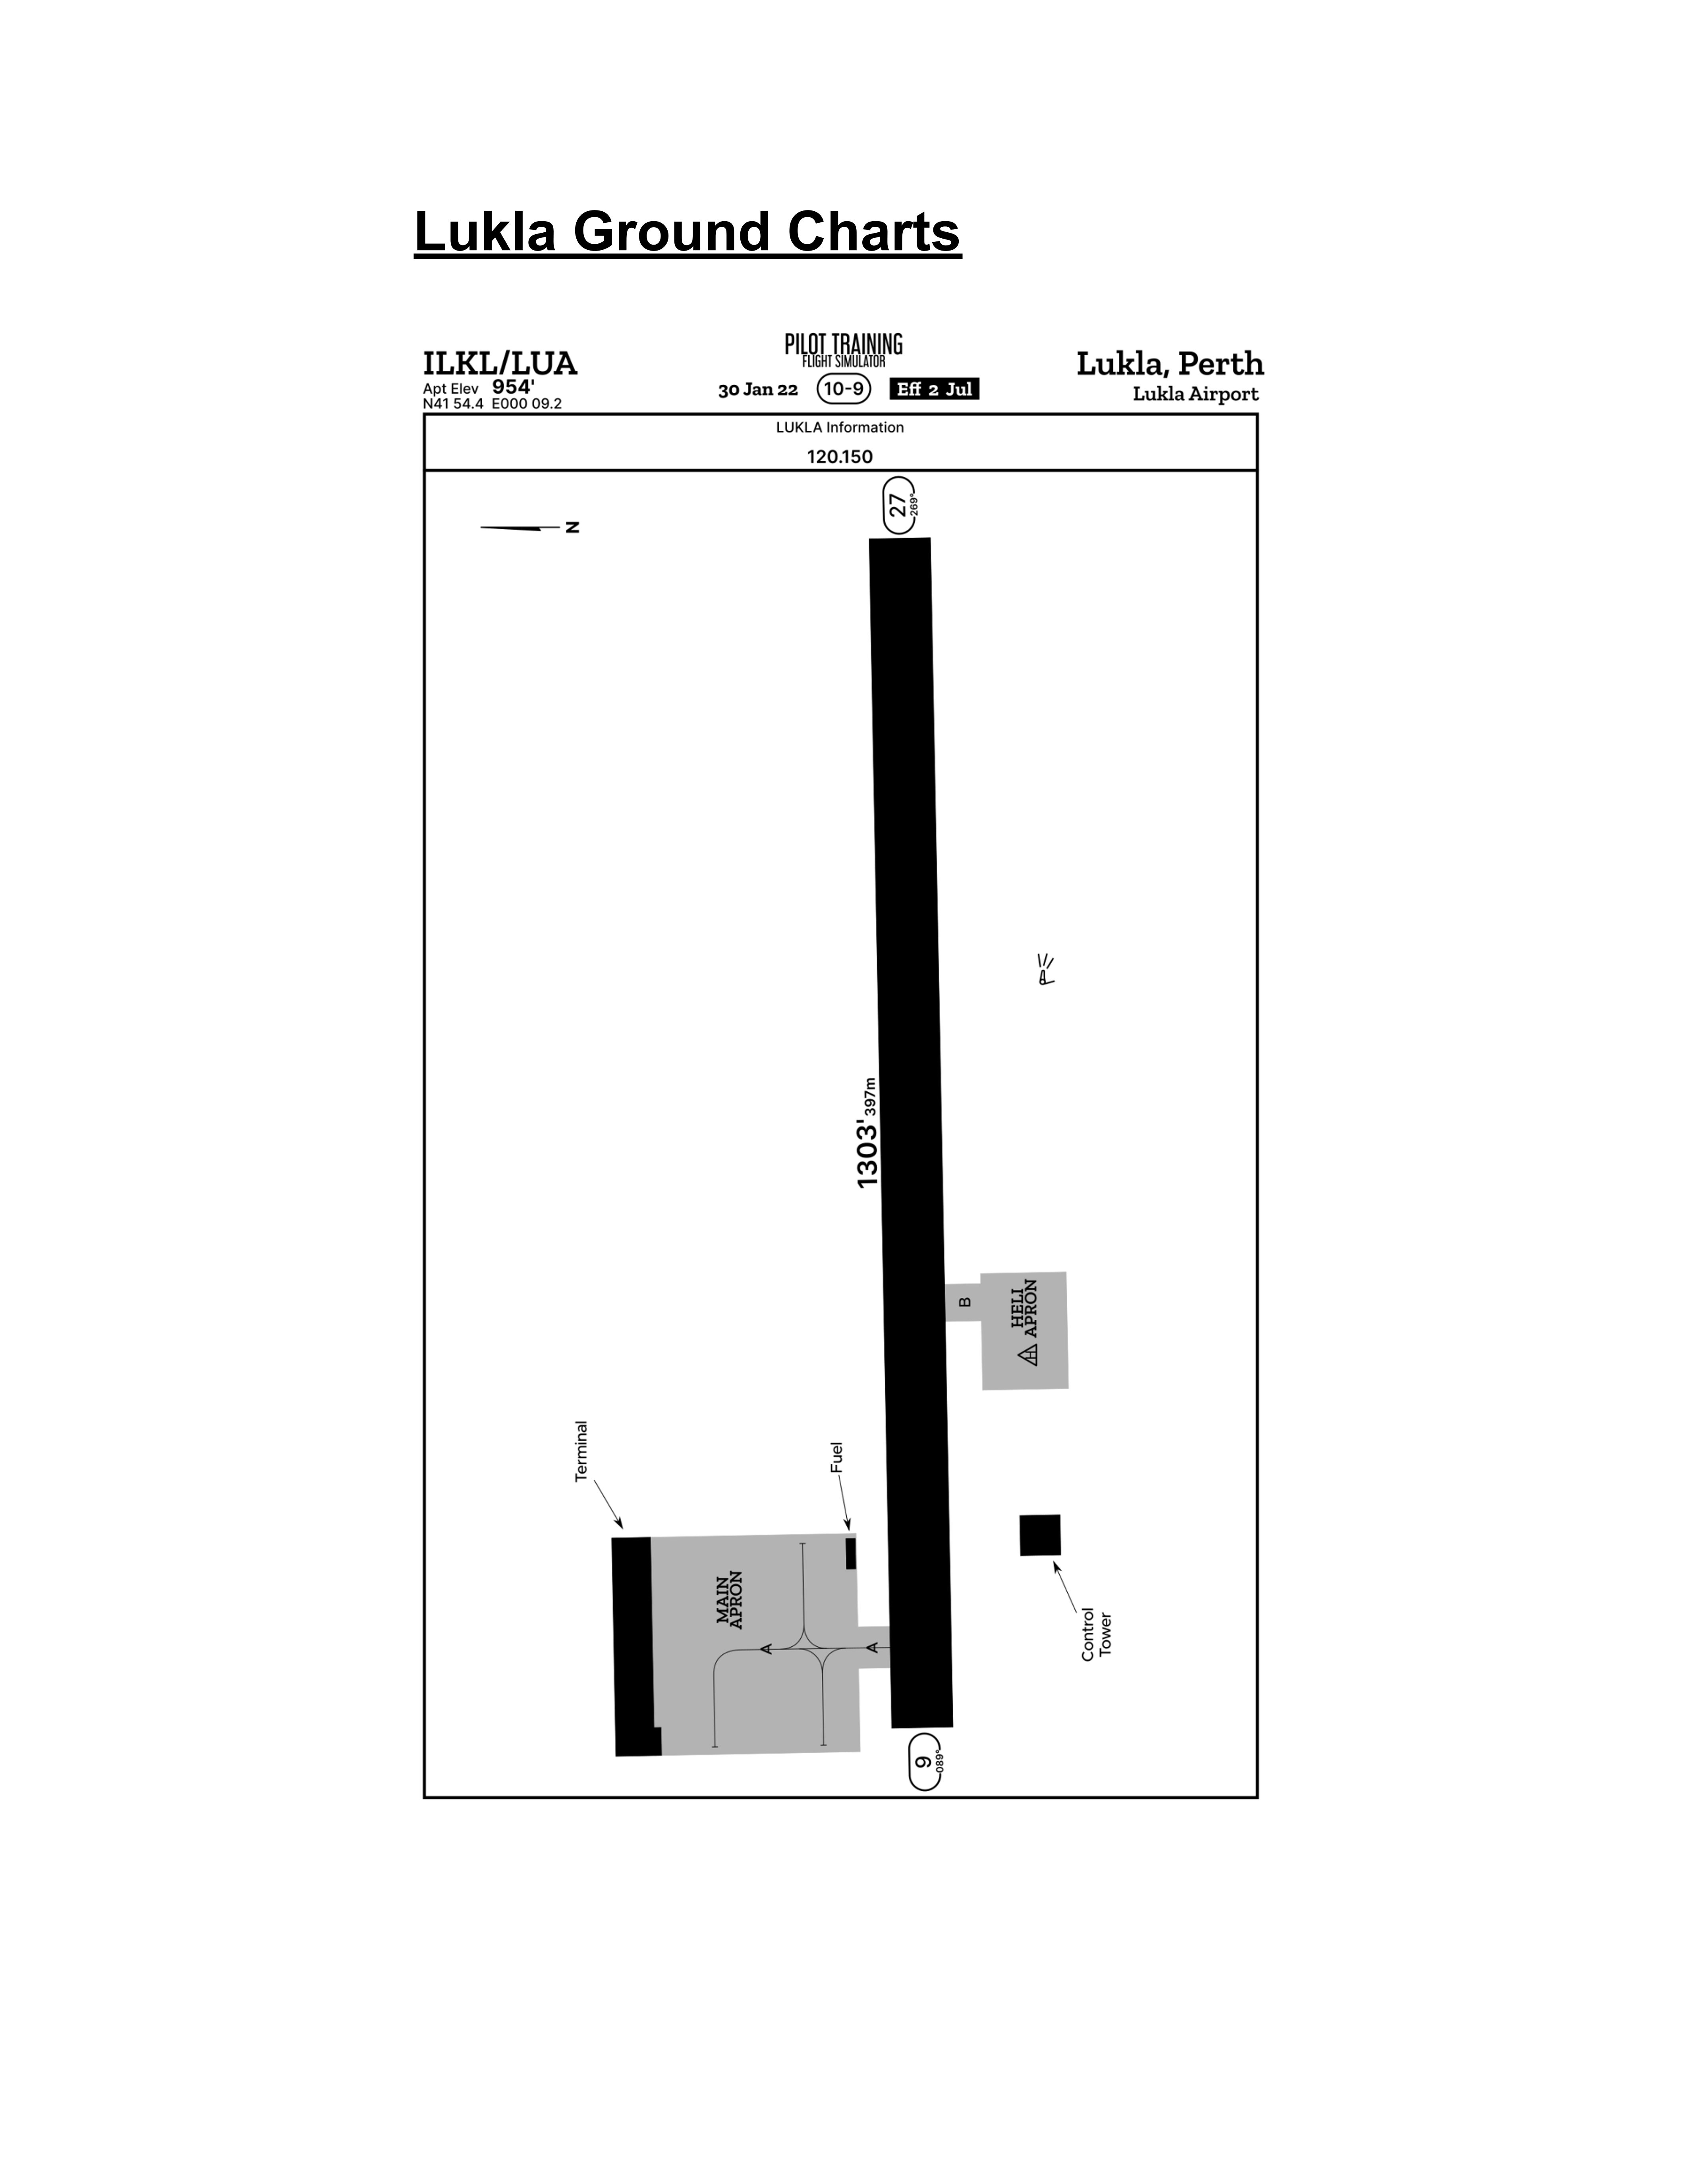 Lukla Ground Charts
ILKL/LUA
Apt Elev 954'
N41 54.4 E000 09.2
PILOT TRAINING
FLIGHT SIMULATOR
30 Jan 22 10-9 Eff 2 Jul
Lukla, Perth
Lukla Airport
LUKLA Information
120.150
27
269°
N
1303' 397m
B
HELI
APRON
H
Terminal
Fuel
MAIN
APRON
A
A
Control
Tower
9
089°